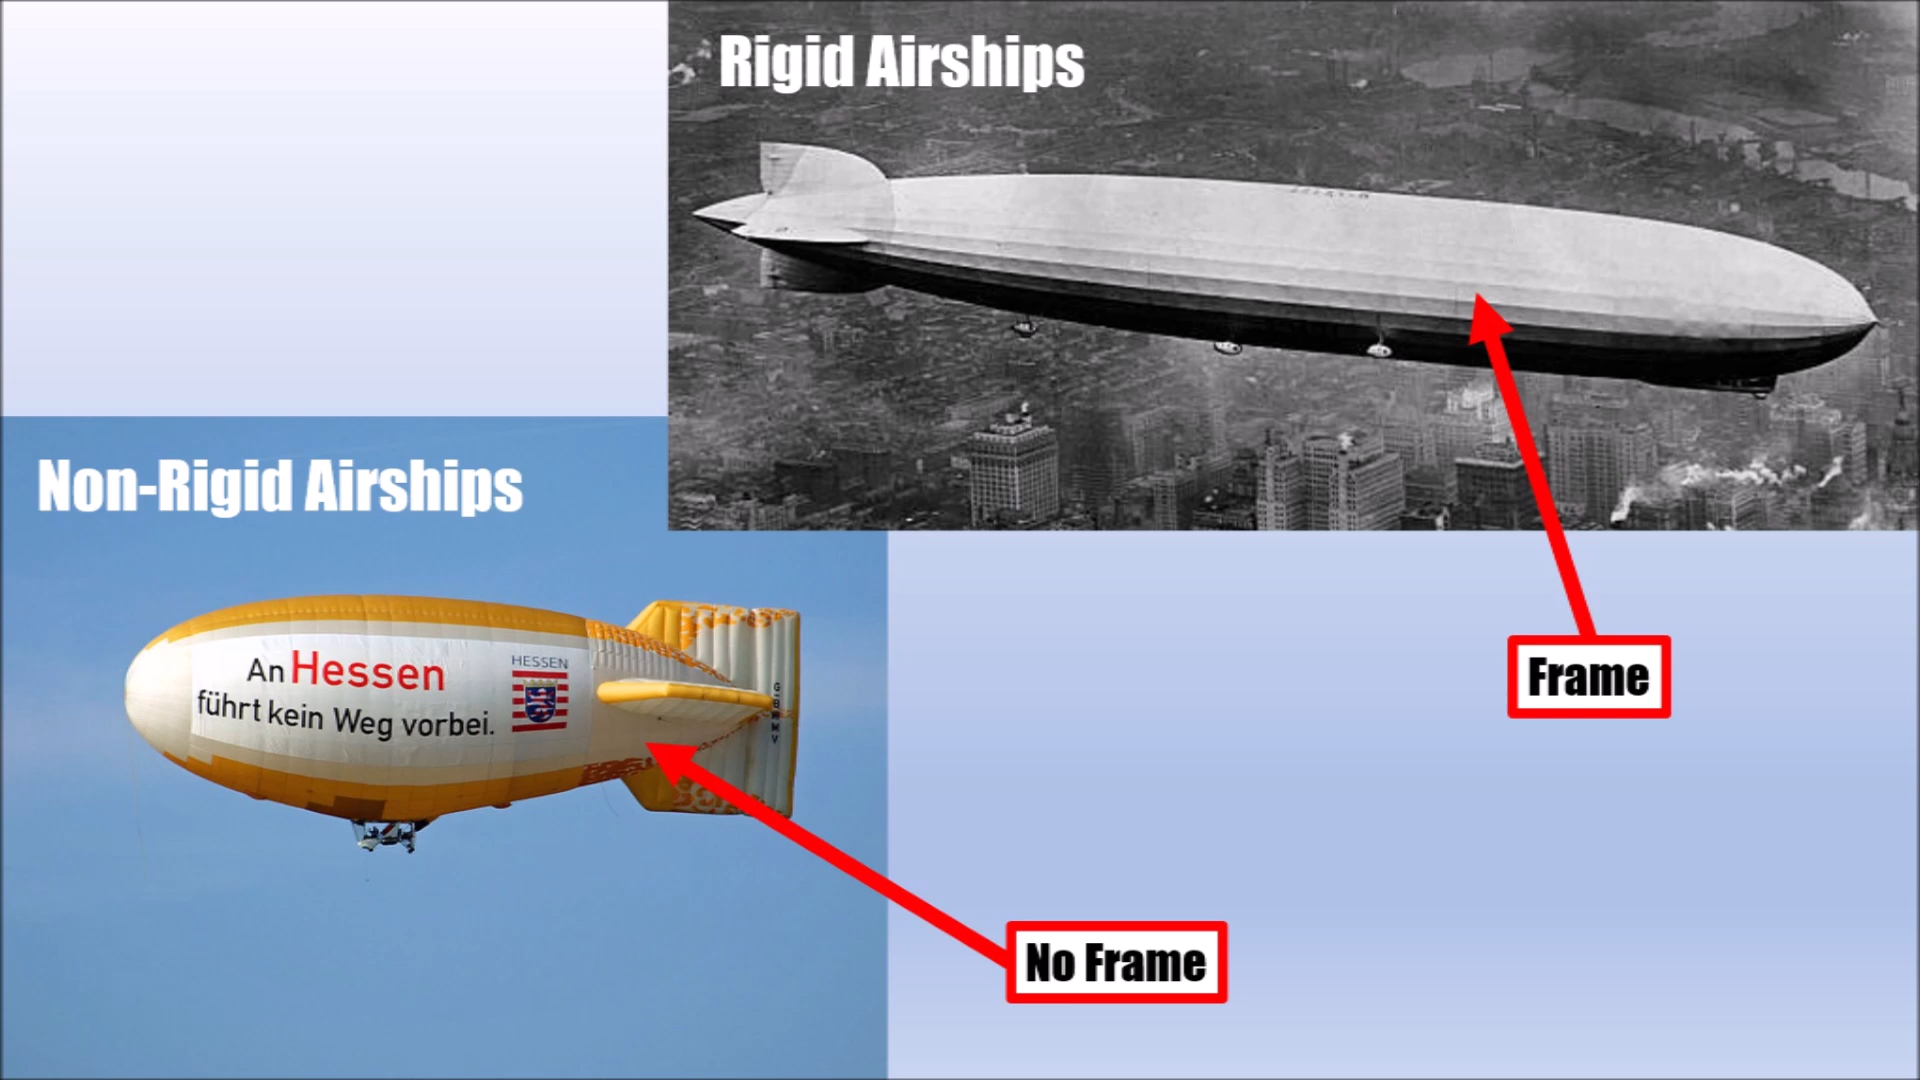 Rigid Airships
Non-Rigid Airships
An Hessen
führt kein Weg vorbei.
HESSEN
Frame
No Frame